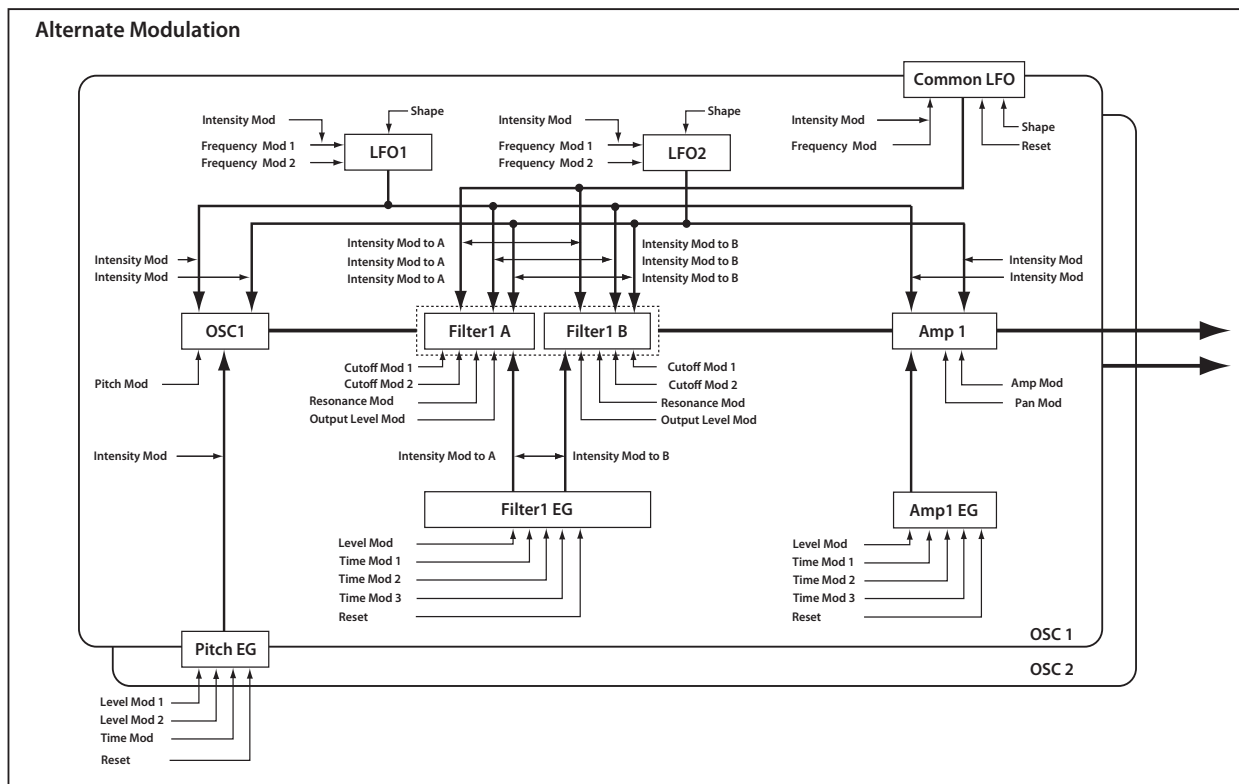 Alternate Modulation
Common LFO
Intensity Mod
Frequency Mod
Shape
Reset
Shape
Intensity Mod
Frequency Mod 1
Frequency Mod 2
LFO1
Shape
Intensity Mod
Frequency Mod 1
Frequency Mod 2
LFO2
Intensity Mod to A
Intensity Mod to B
Intensity Mod to A
Intensity Mod to B
Intensity Mod to A
Intensity Mod to B
Intensity Mod
Intensity Mod
Intensity Mod
Intensity Mod
OSC1
Filter1 A
Filter1 B
Amp 1
Pitch Mod
Cutoff Mod 1
Cutoff Mod 2
Resonance Mod
Output Level Mod
Cutoff Mod 1
Cutoff Mod 2
Resonance Mod
Output Level Mod
Amp Mod
Pan Mod
Intensity Mod
Intensity Mod to A
Intensity Mod to B
Filter1 EG
Amp1 EG
Level Mod
Time Mod 1
Time Mod 2
Time Mod 3
Reset
Level Mod
Time Mod 1
Time Mod 2
Time Mod 3
Reset
OSC 1
Pitch EG
OSC 2
Level Mod 1
Level Mod 2
Time Mod
Reset